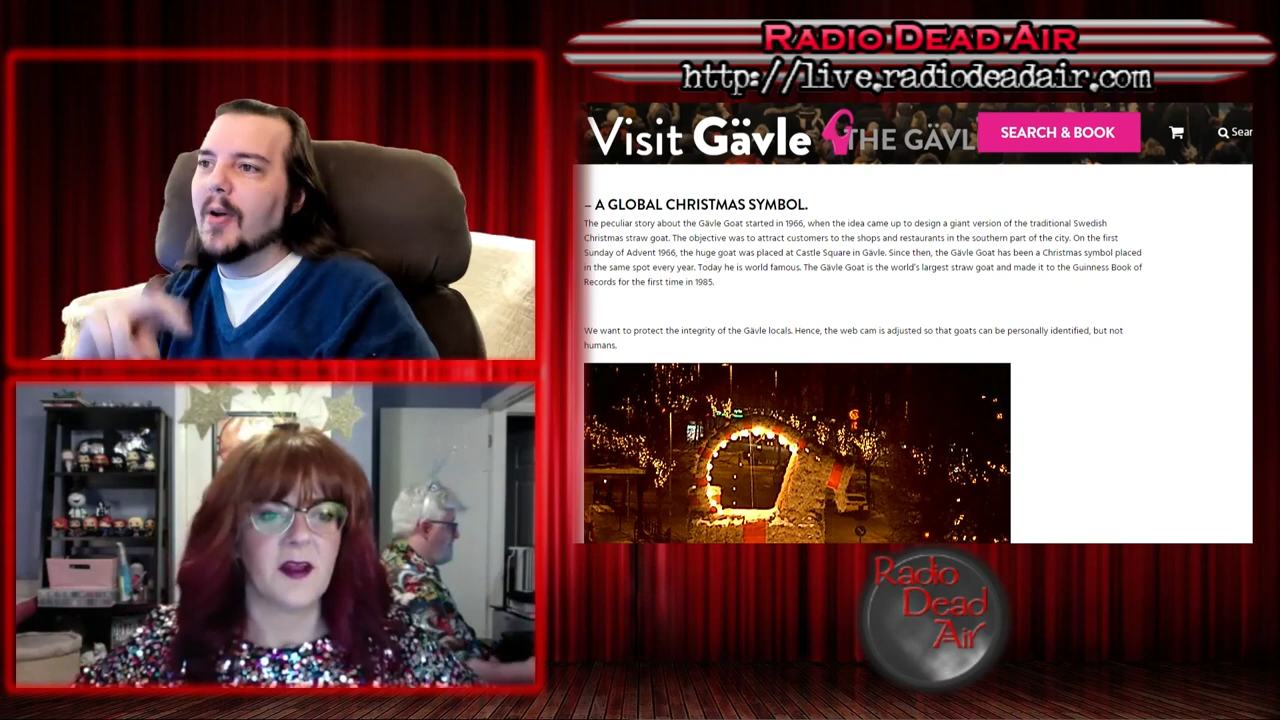 RADIO DEAD AIR
http://live.radiodeadair.com
Visit Gävle THE GÄVL SEARCH & BOOK Sear
– A GLOBAL CHRISTMAS SYMBOL.
The peculiar story about the Gävle Goat started in 1966, when the idea came up to design a giant version of the traditional Swedish
Christmas straw goat. The objective was to attract customers to the shops and restaurants in the southern part of the city. On the first
Sunday of Advent 1966, the huge goat was placed at Castle Square in Gävle. Since then, the Gävle Goat has been a Christmas symbol placed
in the same spot every year. Today he is world famous. The Gävle Goat is the world's largest straw goat and made it to the Guinness Book of
Records for the first time in 1985.
We want to protect the integrity of the Gävle locals. Hence, the web cam is adjusted so that goats can be personally identified, but not
humans.
Radio
Dead
Air